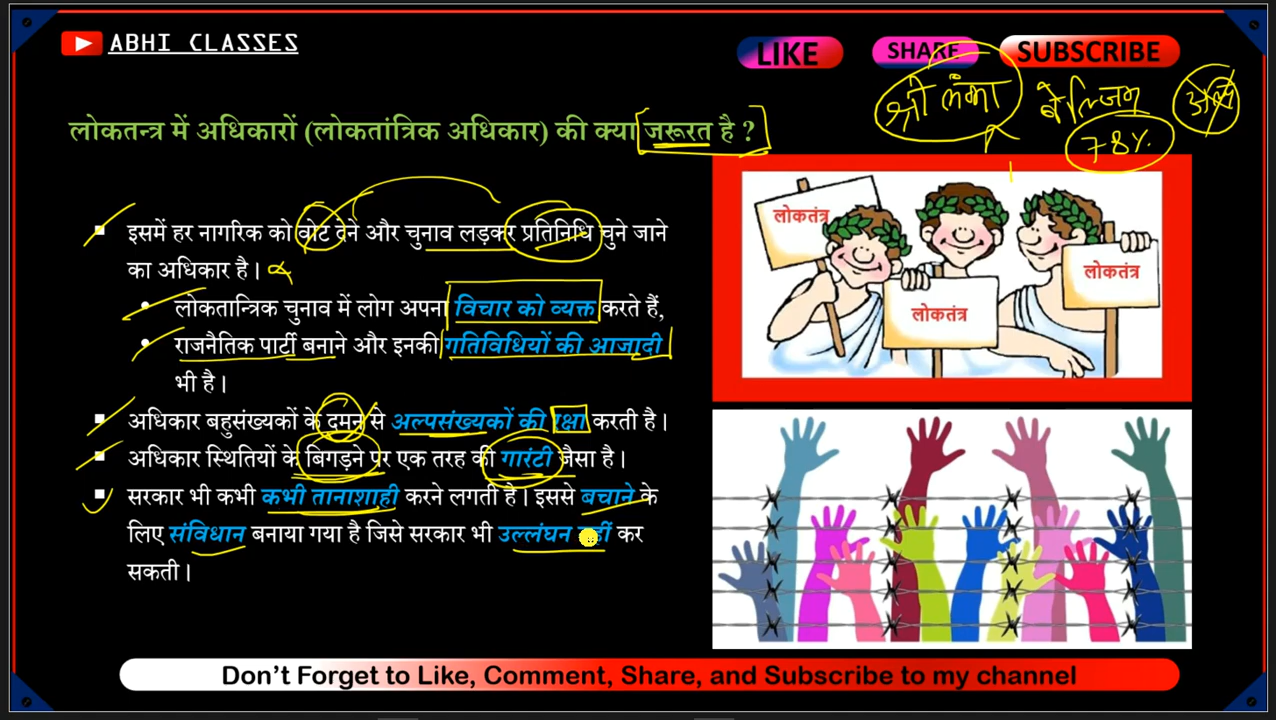 ABHI CLASSES
LIKE SHARE SUBSCRIBE
श्री लंका बेल्जियम
78%
लोकतन्त्र में अधिकारों (लोकतांत्रिक अधिकार) की क्या जरूरत है ?
इसमें हर नागरिक को वोट देने और चुनाव लड़कर प्रतिनिधि चुने जाने
का अधिकार है।
लोकतान्त्रिक चुनाव में लोग अपना विचार को व्यक्त करते हैं,
राजनैतिक पार्टी बनाने और इनकी गतिविधियों की आजादी
भी है।
अधिकार बहुसंख्यकों के दमन से अल्पसंख्यकों की रक्षा करती है।
अधिकार स्थितियों के बिगड़ने पर एक तरह की गारंटी जैसा है।
सरकार भी कभी कभी तानाशाही करने लगती है। इससे बचाने के
लिए संविधान बनाया गया है जिसे सरकार भी उल्लंघन नहीं कर
सकती।
लोकतंत्र
लोकतंत्र
लोकतंत्र
Don't Forget to Like, Comment, Share, and Subscribe to my channel